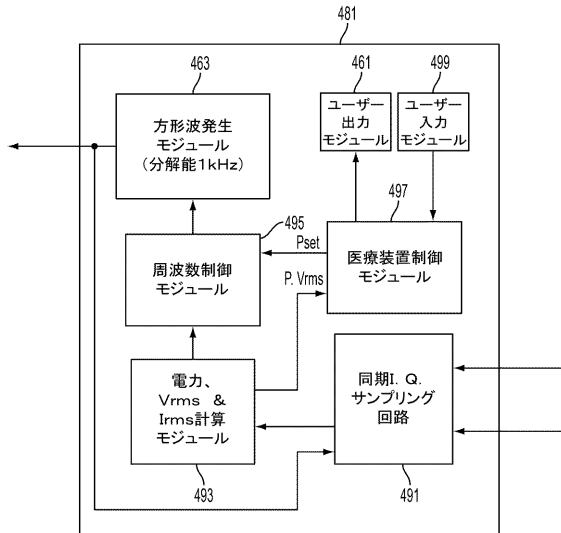 481
463
461
499
方形波発生
モジュール
(分解能1kHz)
ユーザー
出力
モジュール
ユーザー
入力
モジュール
497
495
Pset
周波数制御
モジュール
医療装置制御
モジュール
P. Vrms
電力、
Vrms &
Irms計算
モジュール
同期I. Q.
サンプリング
回路
493
491